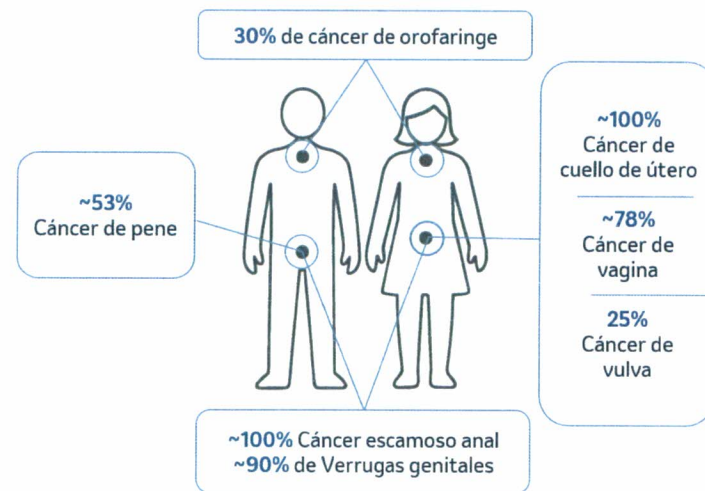 30% de cáncer de orofaringe
~53%
Cáncer de pene
~100%
Cáncer de
cuello de útero
~78%
Cáncer de
vagina
25%
Cáncer de
vulva
~100% Cáncer escamoso anal
~90% de Verrugas genitales